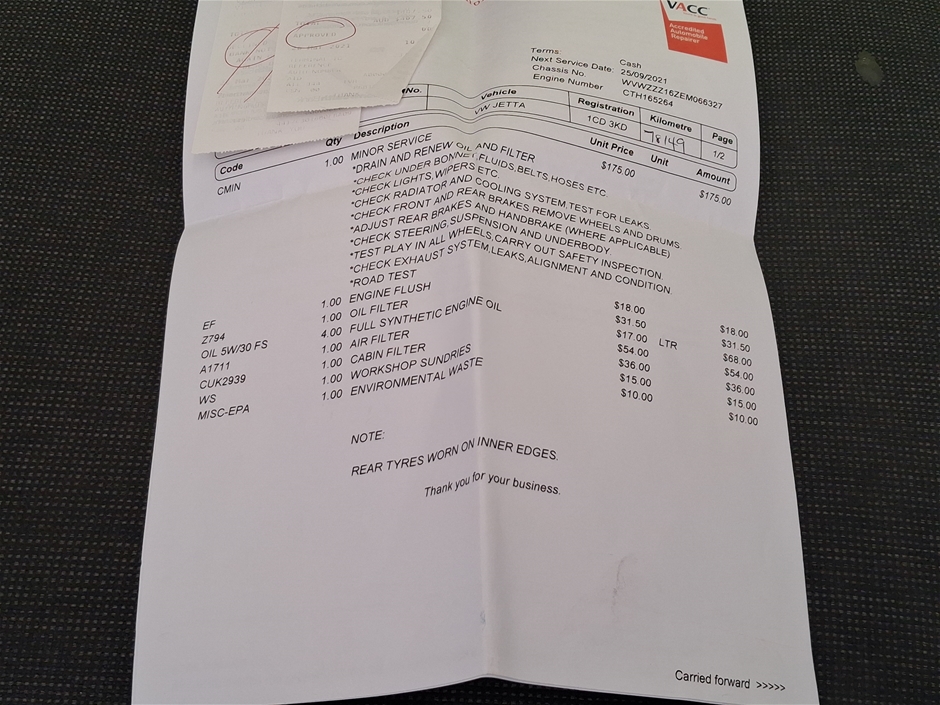 VACC
Accredited
Automobile
Repairer
APPROVED
Terms: Cash
Next Service Date: 25/09/2021
Chassis No. WVWZZZ16ZEM066327
Engine Number CTH165264
No. Vehicle Registration Kilometre Page
VW JETTA 1CD 3KD 78149 1/2
Code Qty Description Unit Price Unit Amount
CMIN 1.00 MINOR SERVICE $175.00 $175.00
*DRAIN AND RENEW OIL AND FILTER
*CHECK UNDER BONNET,FLUIDS,BELTS,HOSES ETC.
*CHECK LIGHTS,WIPERS ETC.
*CHECK RADIATOR AND COOLING SYSTEM,TEST FOR LEAKS
*CHECK FRONT AND REAR BRAKES REMOVE WHEELS AND DRUMS.
*ADJUST REAR BRAKES AND HANDBRAKE (WHERE APPLICABLE)
*CHECK STEERING,SUSPENSION AND UNDERBODY.
*TEST PLAY IN ALL WHEELS,CARRY OUT SAFETY INSPECTION.
*CHECK EXHAUST SYSTEM,LEAKS,ALIGNMENT AND CONDITION.
*ROAD TEST
EF 1.00 ENGINE FLUSH $18.00 $18.00
Z794 1.00 OIL FILTER $31.50 $31.50
OIL 5W/30 FS 4.00 FULL SYNTHETIC ENGINE OIL $17.00 LTR $68.00
A1711 1.00 AIR FILTER $54.00 $54.00
CUK2939 1.00 CABIN FILTER $36.00 $36.00
WS 1.00 WORKSHOP SUNDRIES $15.00 $15.00
MISC-EPA 1.00 ENVIRONMENTAL WASTE $10.00 $10.00
NOTE:
REAR TYRES WORN ON INNER EDGES.
Thank you for your business.
Carried forward >>>>>